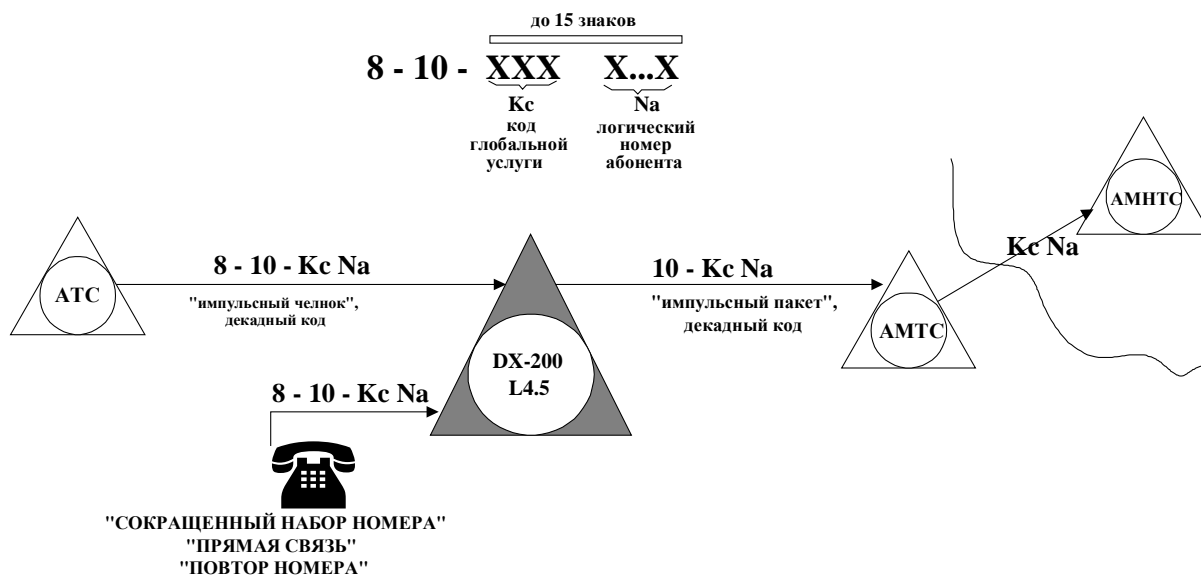 до 15 знаков
8 - 10 - XXX X...X
Kc Na
код логический
глобальной номер
услуги абонента
АМНТС
Kc Na
8 - 10 - Kc Na
10 - Kc Na
АТС
"импульсный челнок",
декадный код
"импульсный пакет",
декадный код
АМТС
DX-200
L4.5
8 - 10 - Kc Na
"СОКРАЩЕННЫЙ НАБОР НОМЕРА"
"ПРЯМАЯ СВЯЗЬ"
"ПОВТОР НОМЕРА"